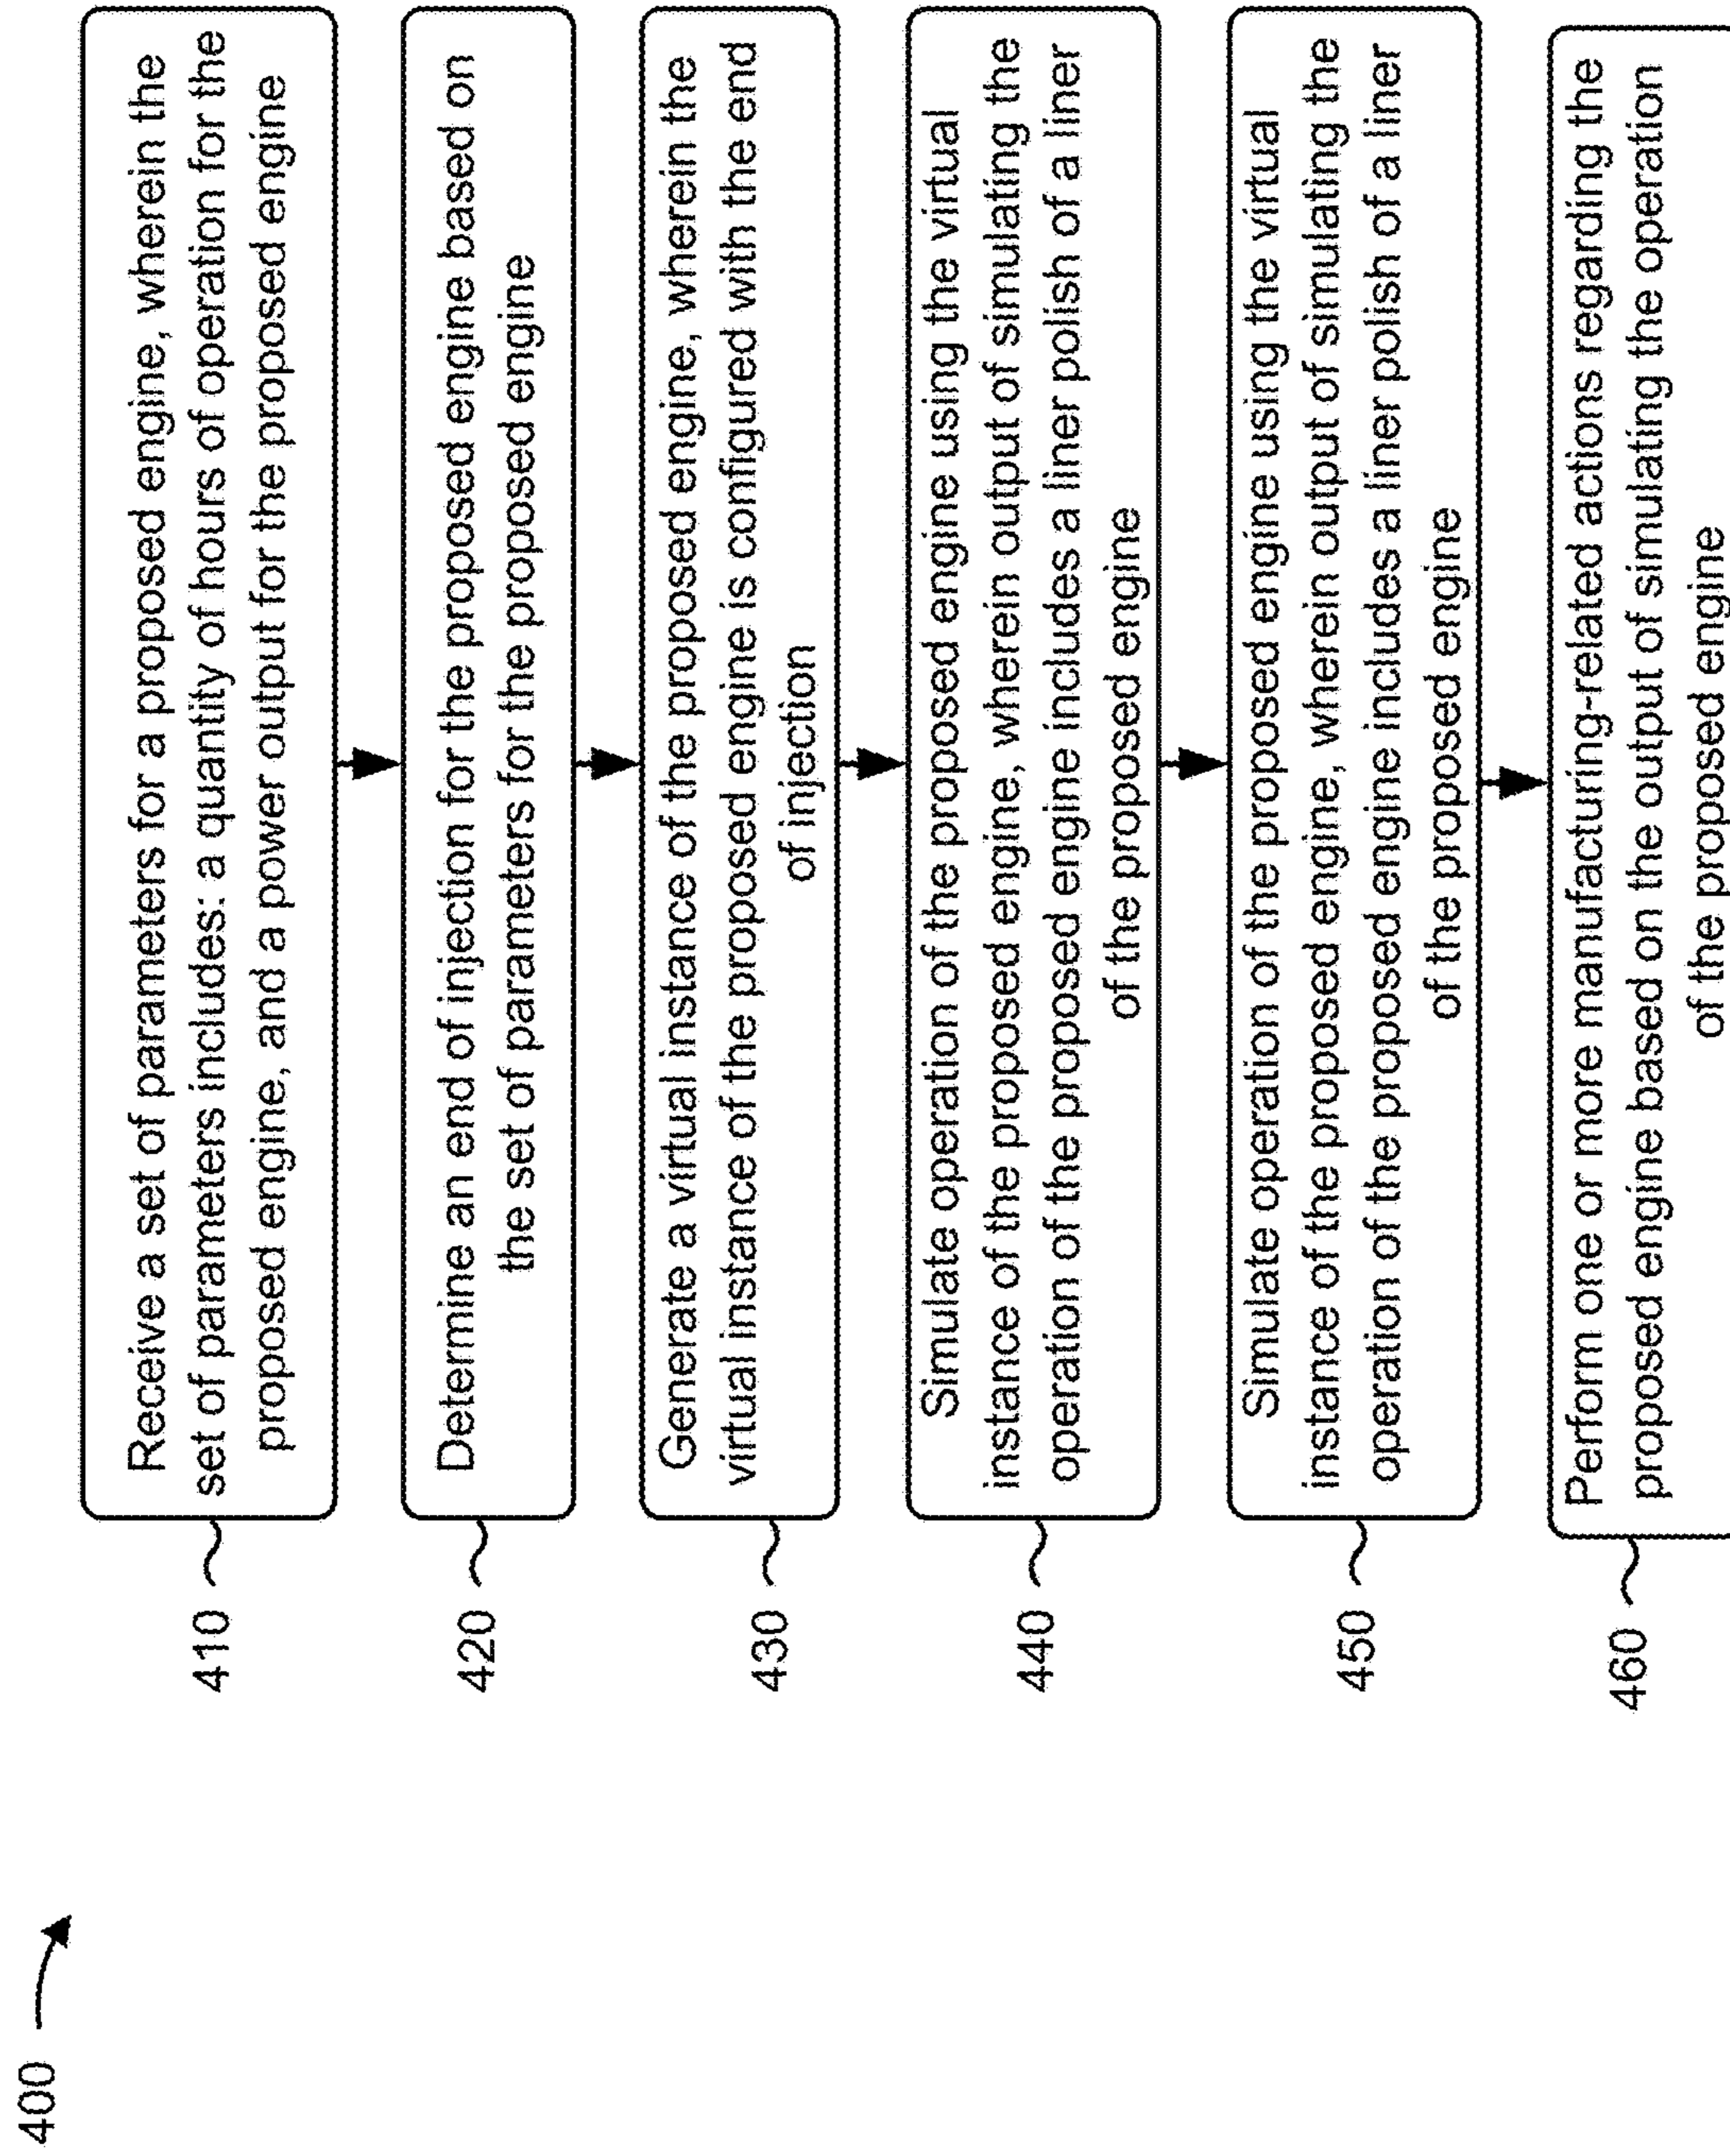 400
410
Receive a set of parameters for a proposed engine, wherein the
set of parameters includes: a quantity of hours of operation for the
proposed engine, and a power output for the proposed engine
420
Determine an end of injection for the proposed engine based on
the set of parameters for the proposed engine
430
Generate a virtual instance of the proposed engine, wherein the
virtual instance of the proposed engine is configured with the end
of injection
440
Simulate operation of the proposed engine using the virtual
instance of the proposed engine, wherein output of simulating the
operation of the proposed engine includes a liner polish of a liner
of the proposed engine
450
Simulate operation of the proposed engine using the virtual
instance of the proposed engine, wherein output of simulating the
operation of the proposed engine includes a liner polish of a liner
of the proposed engine
460
Perform one or more manufacturing-related actions regarding the
proposed engine based on the output of simulating the operation
of the proposed engine